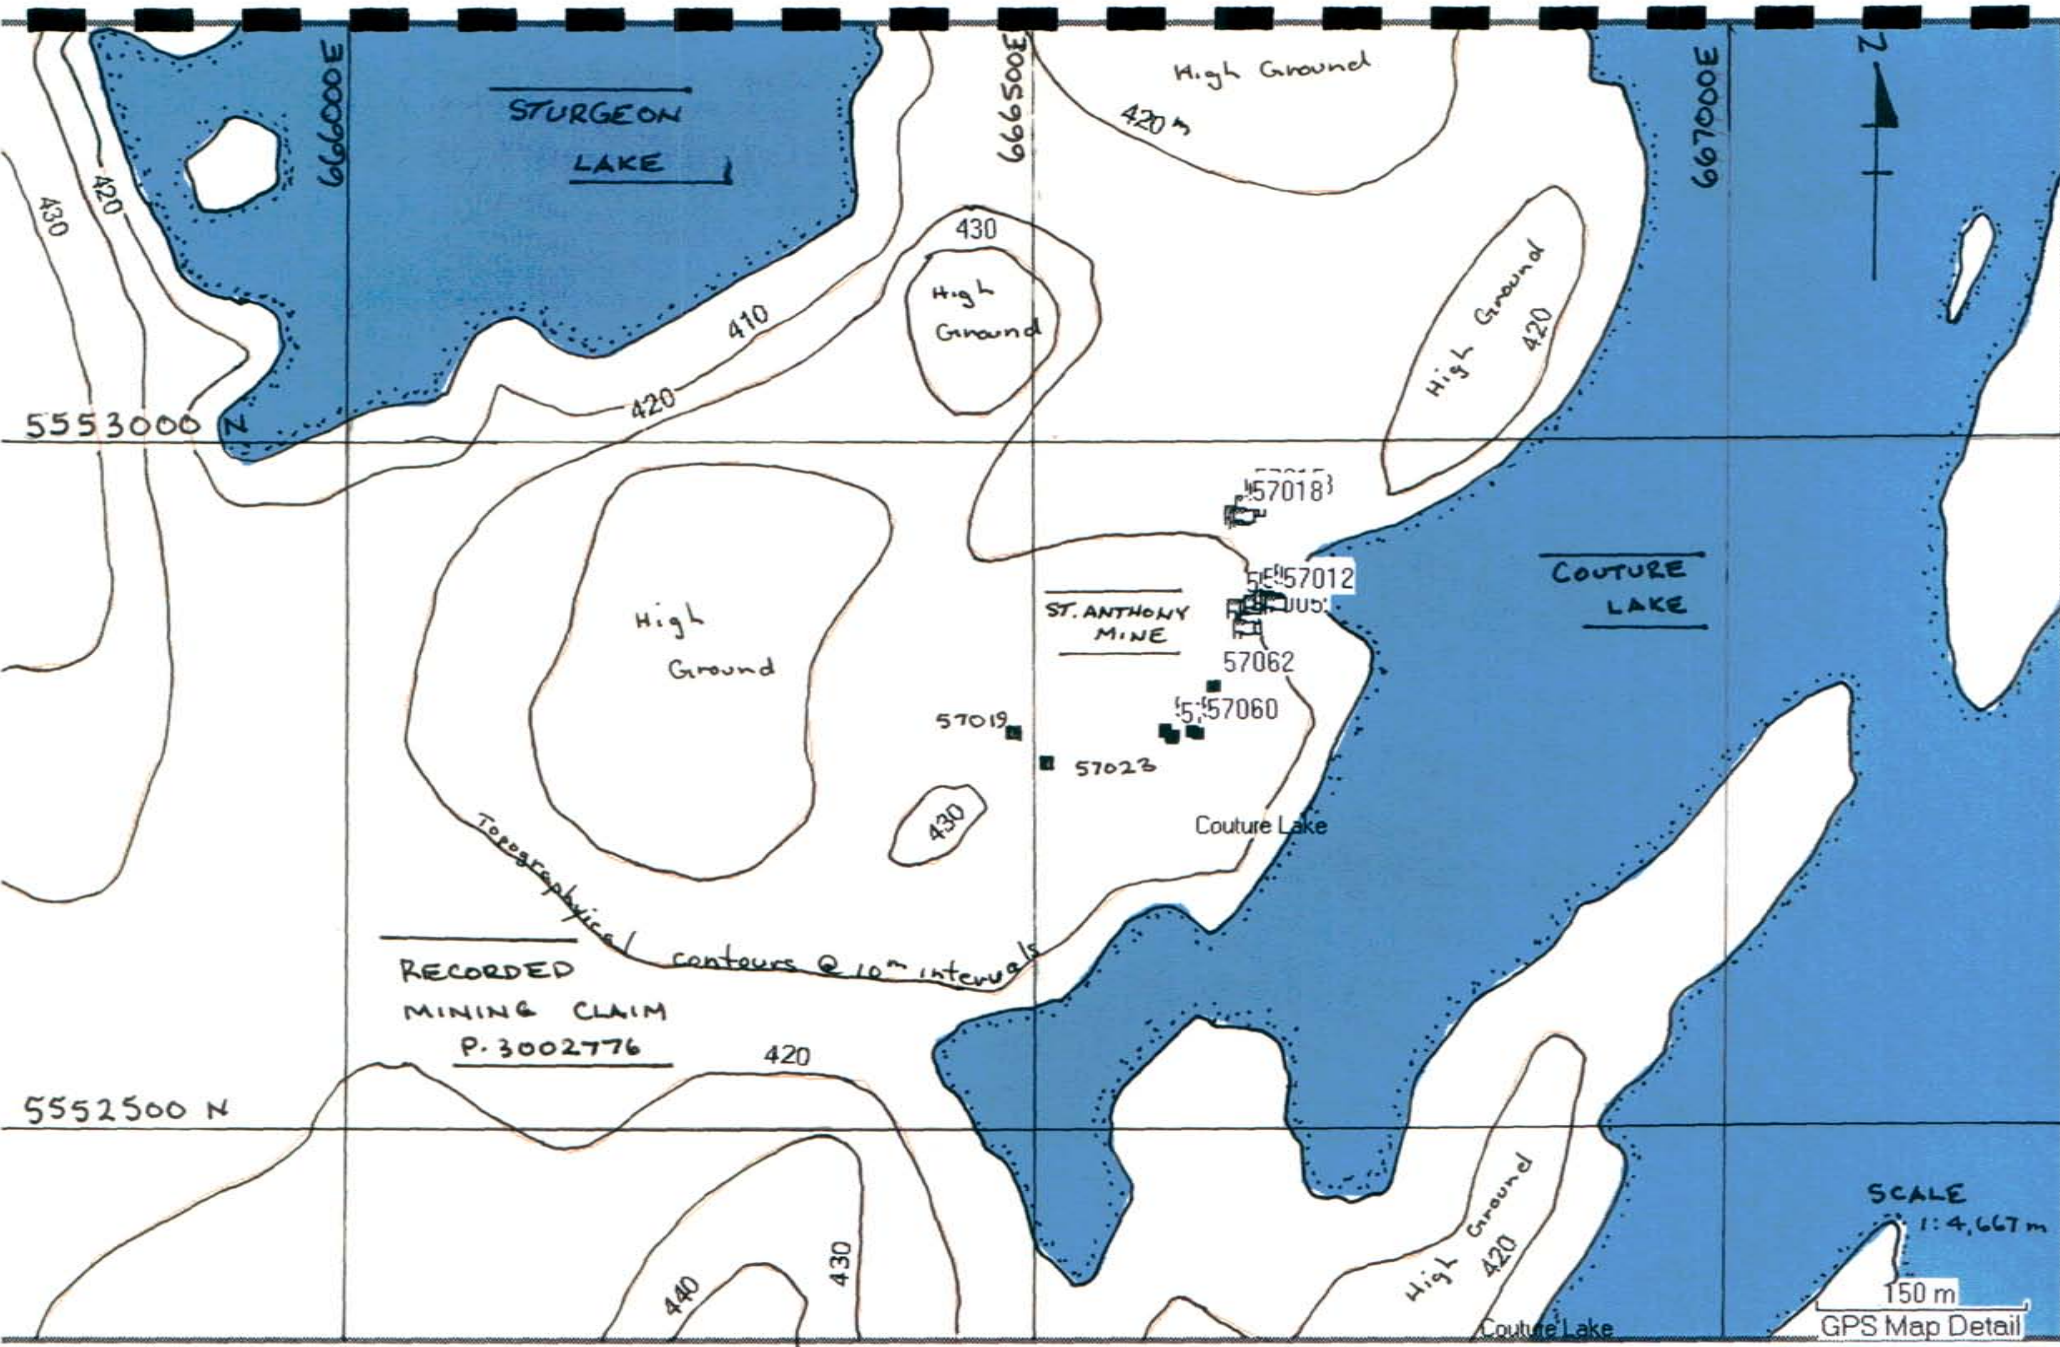 666000E
STURGEON
LAKE
666500E
High Ground
420 m
667000E
N
430
420
430
High
Ground
410
420
High Ground
420
5553000 N
57018
57012
COUTURE
LAKE
ST. ANTHONY
MINE
High
Ground
57062
57019
57060
57023
430
Couture Lake
Topographyical contours @ 10m intervals
RECORDED
MINING CLAIM
P.3002776
420
5552500 N
High Ground
420
440
430
SCALE
1:4,667 m
150 m
GPS Map Detail
Couture Lake